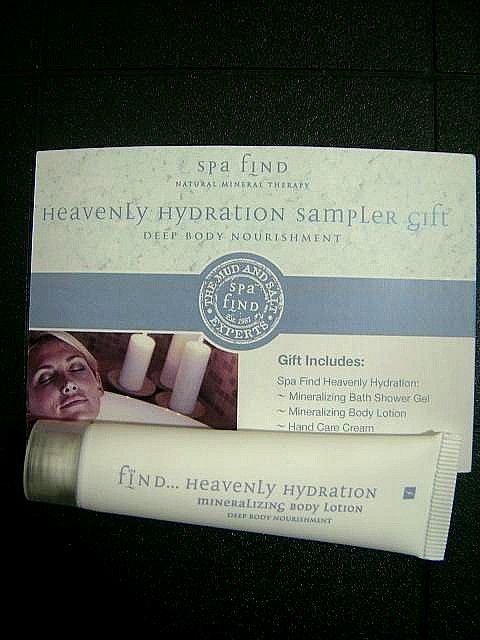 spa find
NATURAL MINERAL THERAPY
Heavenly Hydration Sampler Gift
DEEP BODY NOURISHMENT
THE MUD AND SALT
spa
find
EXPERTS
Gift Includes:
Spa Find Heavenly Hydration:
~ Mineralizing Bath Shower Gel
~ Mineralizing Body Lotion
~ Hand Care Cream
find... Heavenly Hydration
Mineralizing Body Lotion
DEEP BODY NOURISHMENT